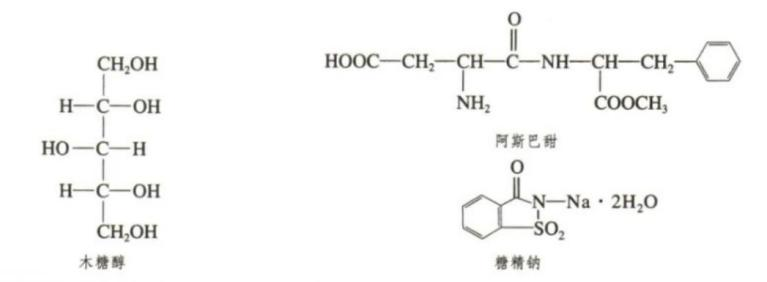 CH₂OH
H—C—OH
HO—C—H
H—C—OH
CH₂OH
木糖醇
O
HOOC—CH₂—CH—C—NH—CH—CH₂—
NH₂ COOCH₃
阿斯巴甜
O
N—Na · 2H₂O
SO₂
糖精钠